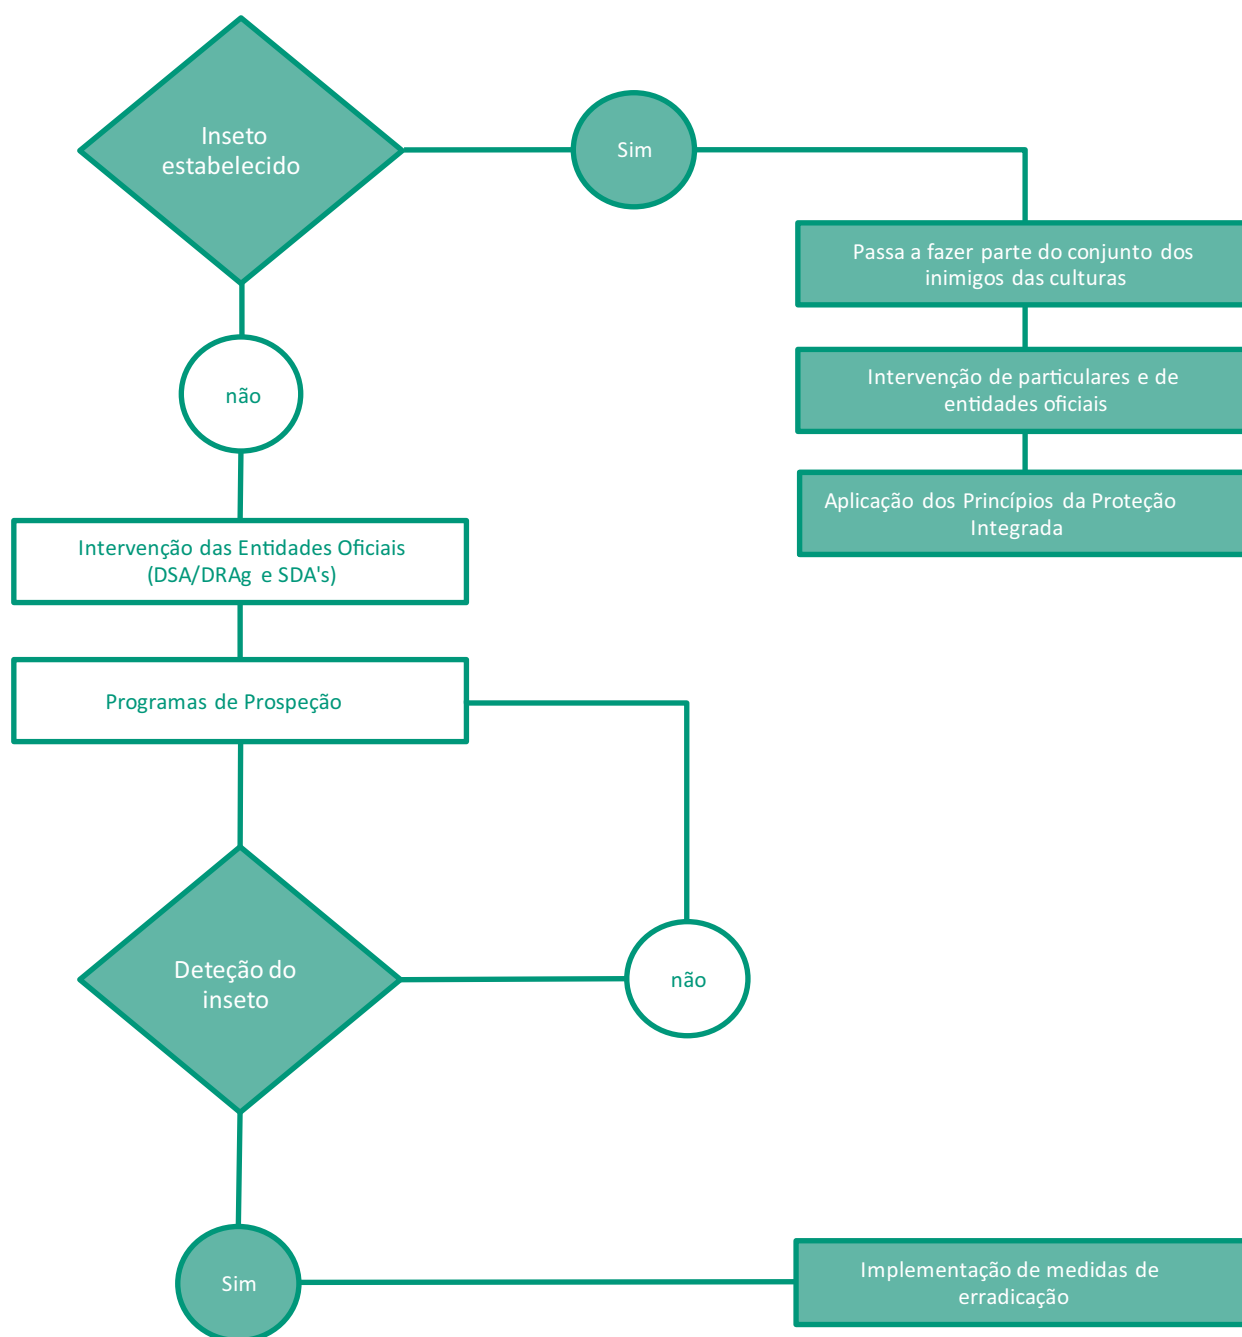 Inseto
estabelecido
Sim
Passa a fazer parte do conjunto dos
inimigos das culturas
Intervenção de particulares e de
entidades oficiais
Aplicação dos Princípios da Proteção
Integrada
não
Intervenção das Entidades Oficiais
(DSA/DRAg e SDA's)
Programas de Prospeção
Deteção do
inseto
não
Sim
Implementação de medidas de
erradicação